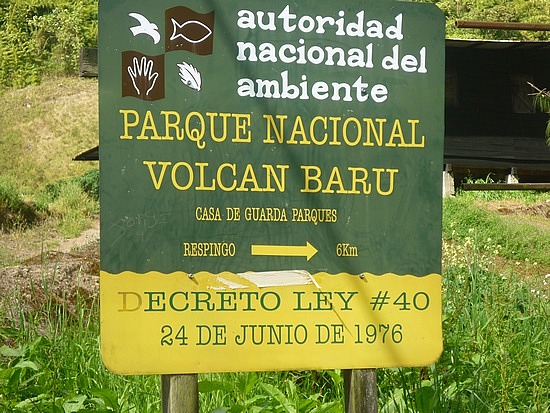 autoridad
nacional del
ambiente
PARQUE NACIONAL
VOLCAN BARU
CASA DE GUARDA PARQUES
RESPINGO 6Km
DECRETO LEY #40
24 DE JUNIO DE 1976